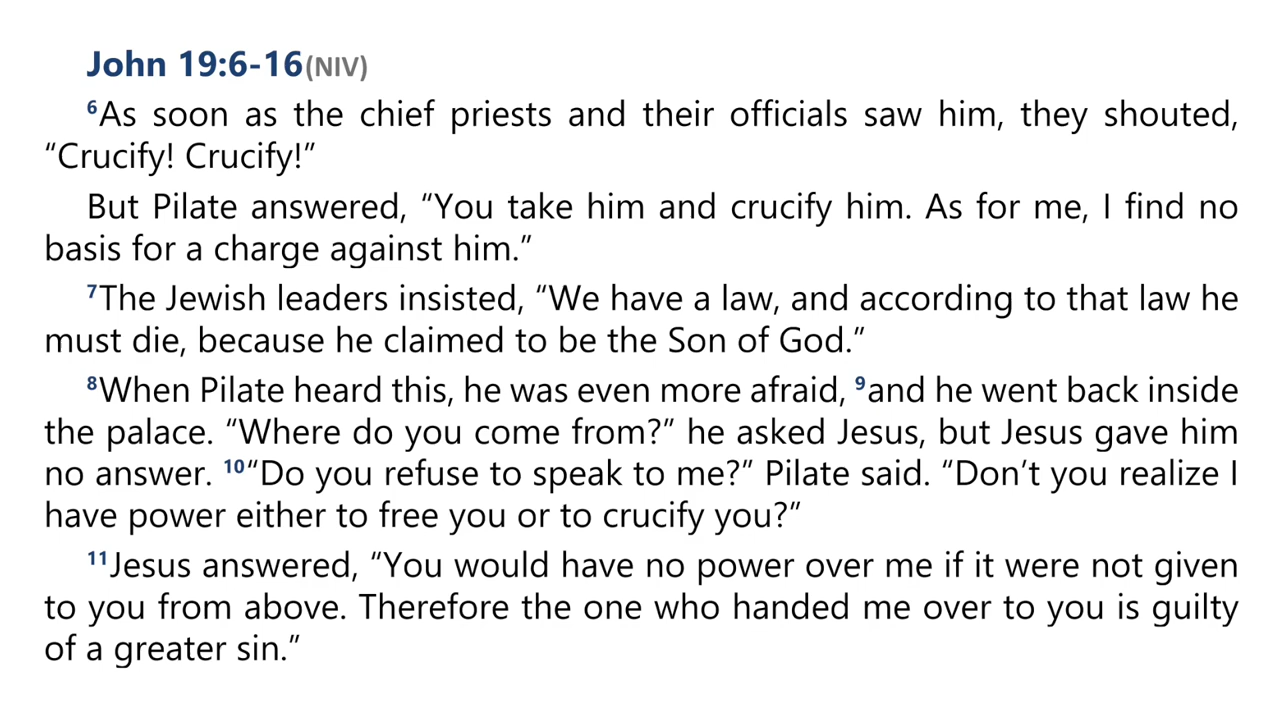 John 19:6-16(NIV)
6As soon as the chief priests and their officials saw him, they shouted,
“Crucify! Crucify!”
But Pilate answered, “You take him and crucify him. As for me, I find no
basis for a charge against him.”
7The Jewish leaders insisted, “We have a law, and according to that law he
must die, because he claimed to be the Son of God.”
8When Pilate heard this, he was even more afraid, 9and he went back inside
the palace. “Where do you come from?” he asked Jesus, but Jesus gave him
no answer. 10“Do you refuse to speak to me?” Pilate said. “Don’t you realize I
have power either to free you or to crucify you?”
11Jesus answered, “You would have no power over me if it were not given
to you from above. Therefore the one who handed me over to you is guilty
of a greater sin.”